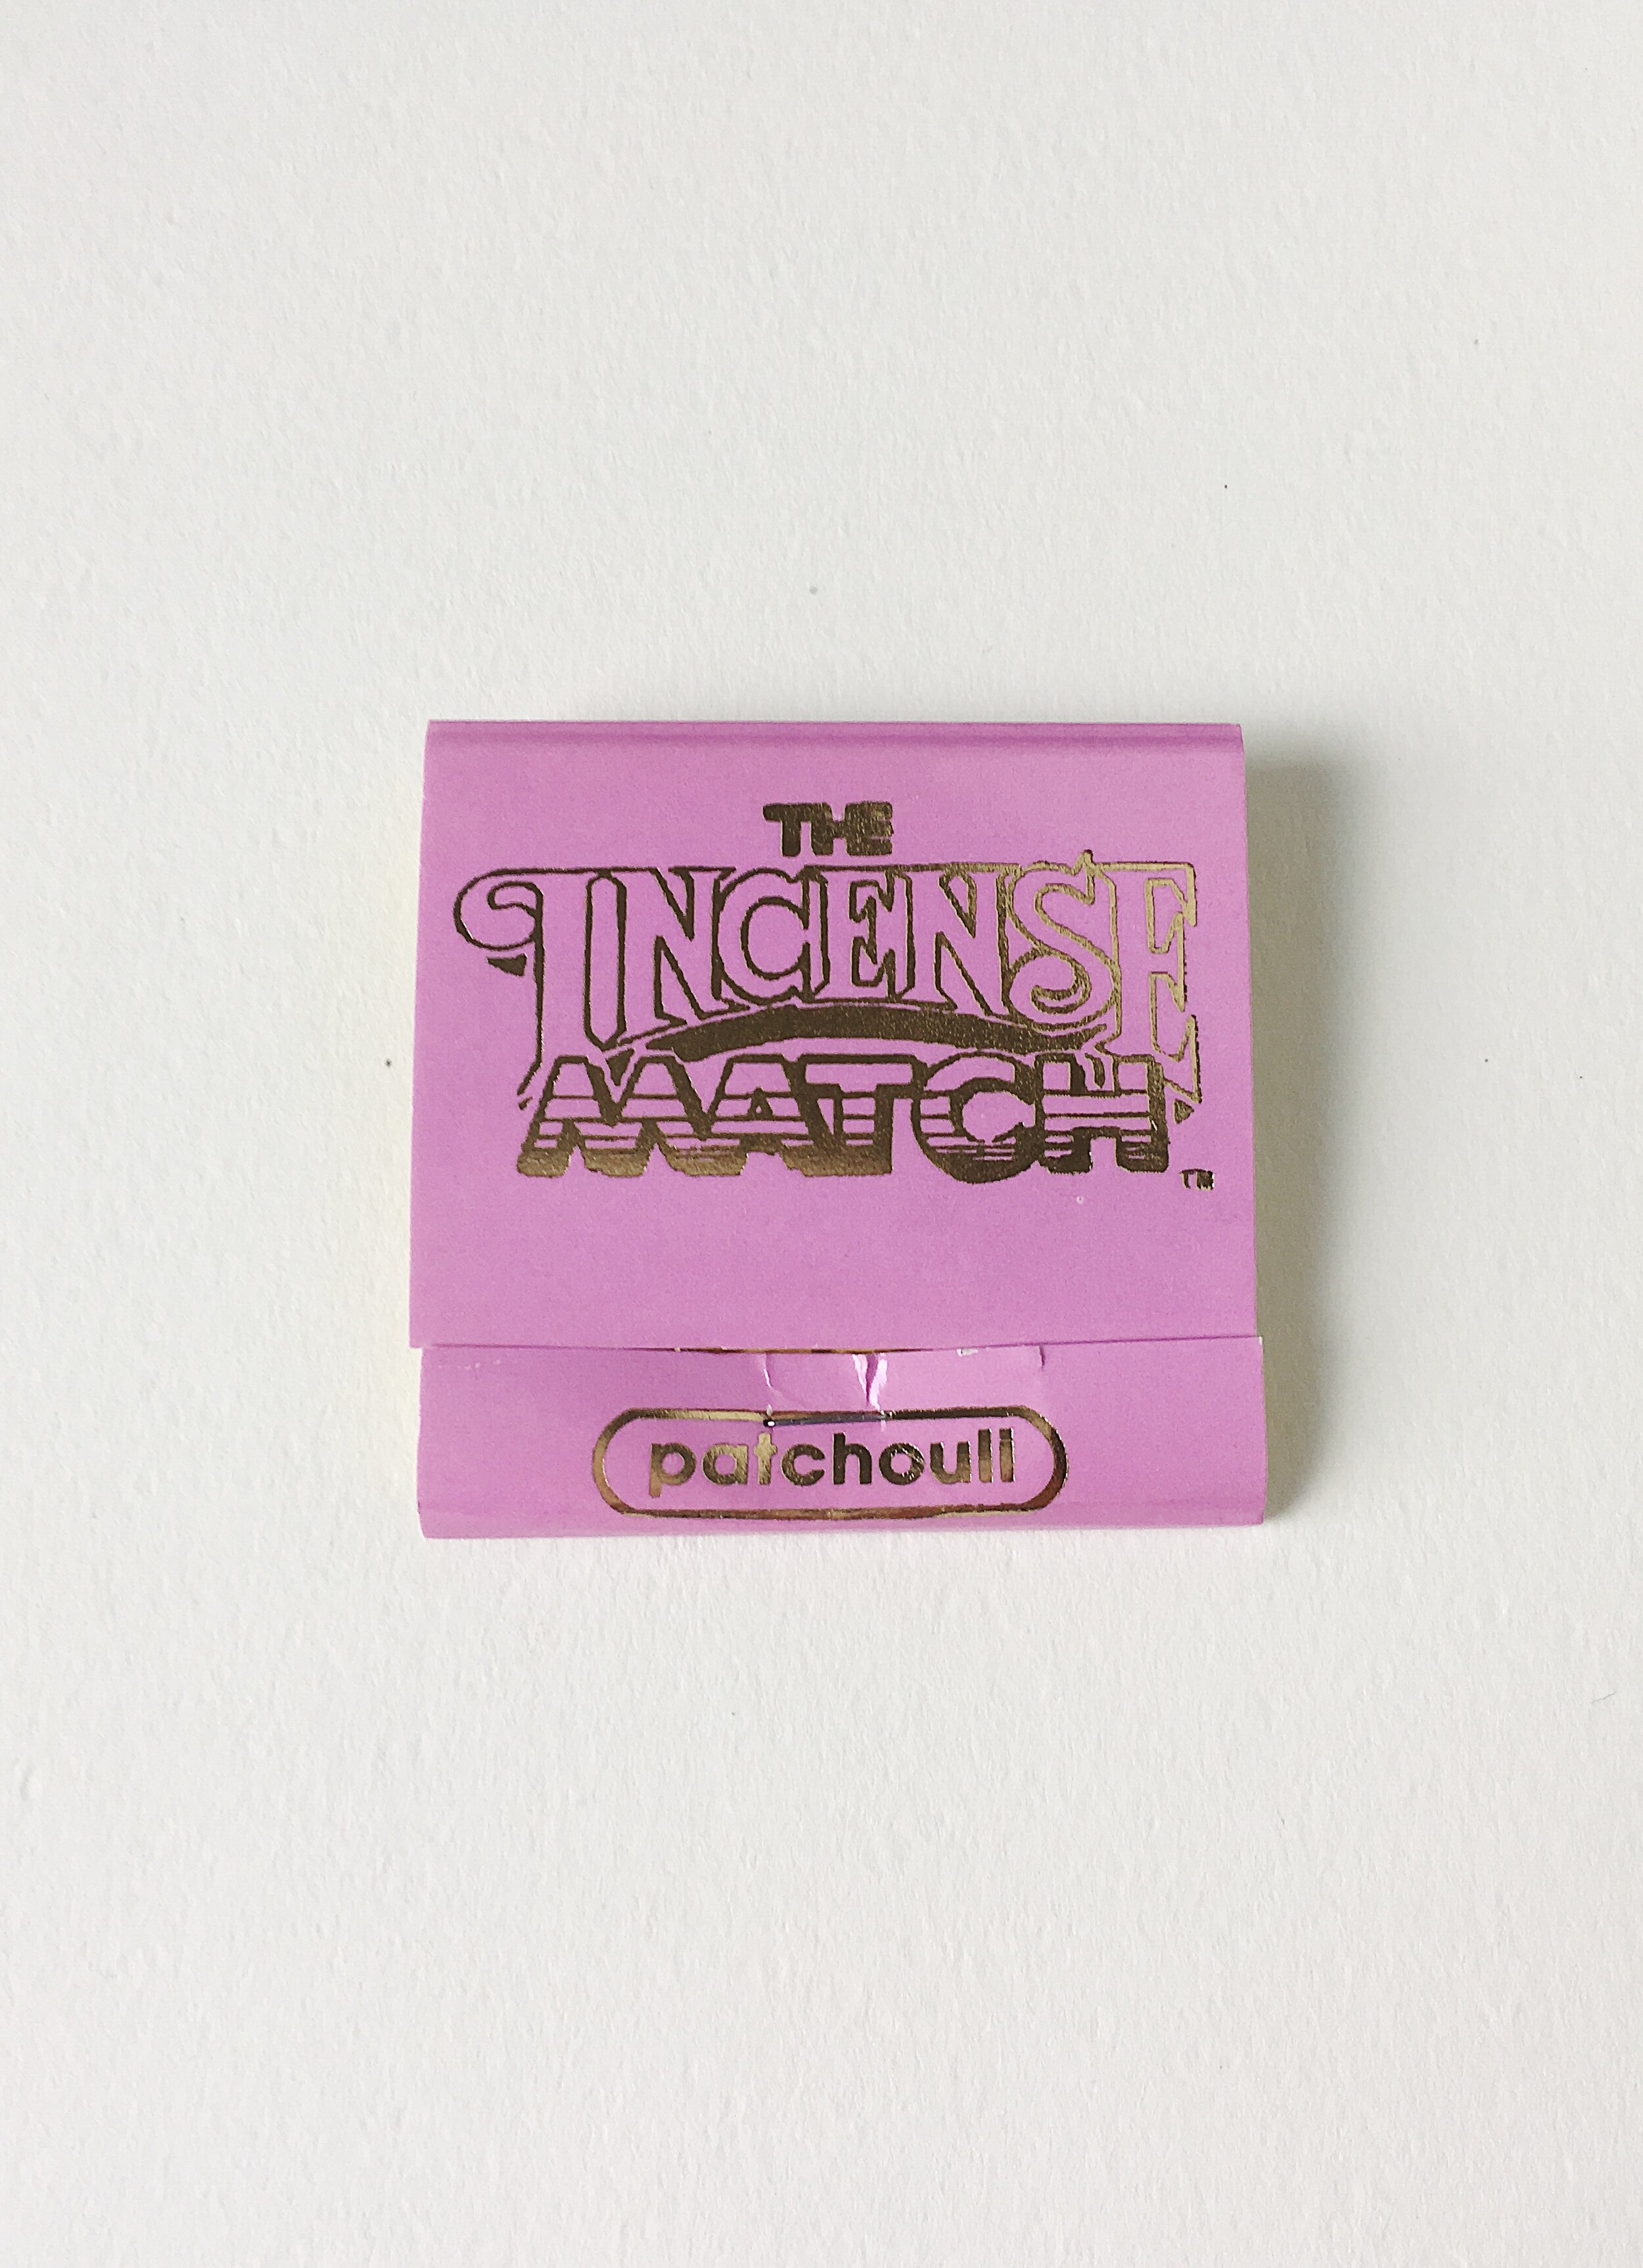 THE
INCENSE
MATCH
TM
patchouli